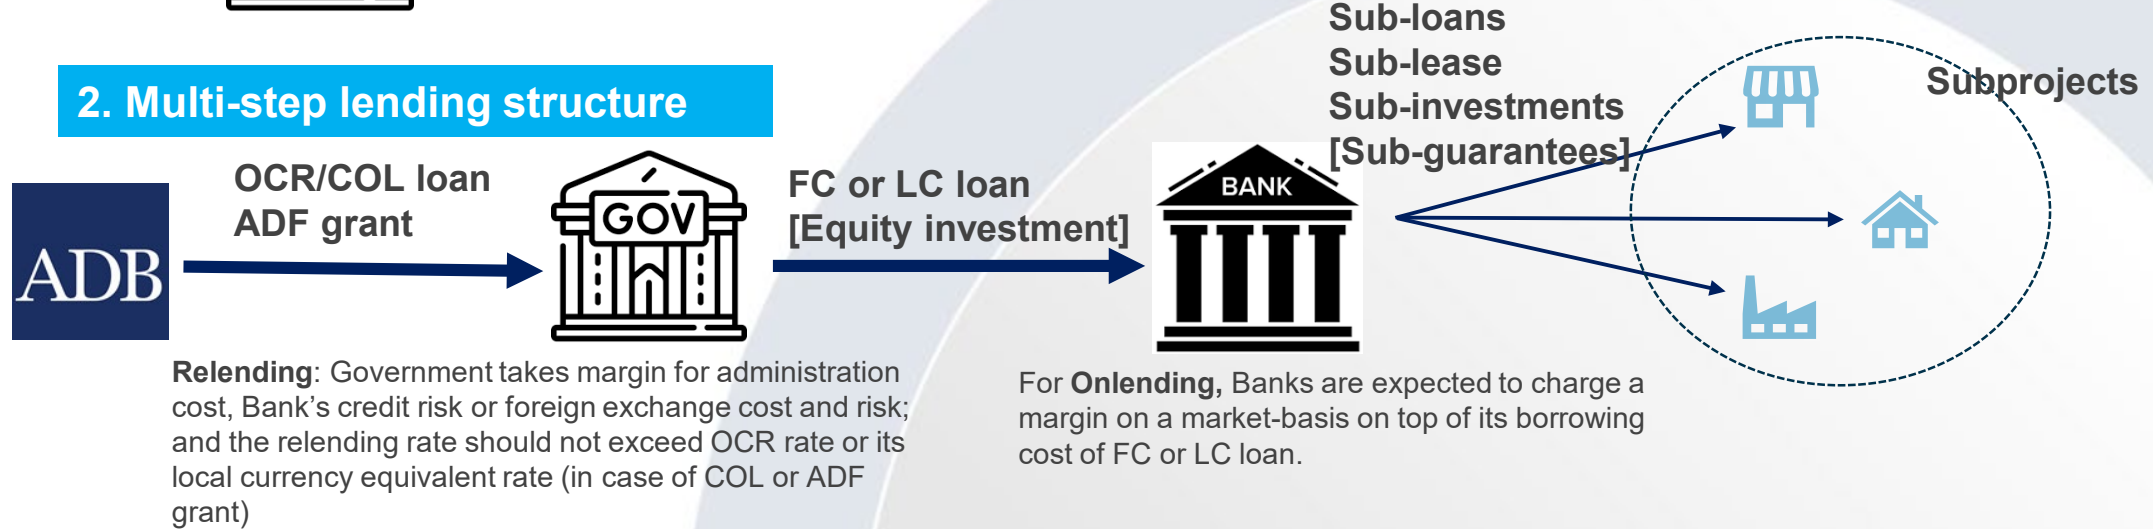 2. Multi-step lending structure
ADB
OCR/COL loan
ADF grant
GOV
FC or LC loan
[Equity investment]
BANK
Sub-loans
Sub-lease
Sub-investments
[Sub-guarantees]
Subprojects
Relending: Government takes margin for administration
cost, Bank’s credit risk or foreign exchange cost and risk;
and the relending rate should not exceed OCR rate or its
local currency equivalent rate (in case of COL or ADF
grant)
For Onlending, Banks are expected to charge a
margin on a market-basis on top of its borrowing
cost of FC or LC loan.